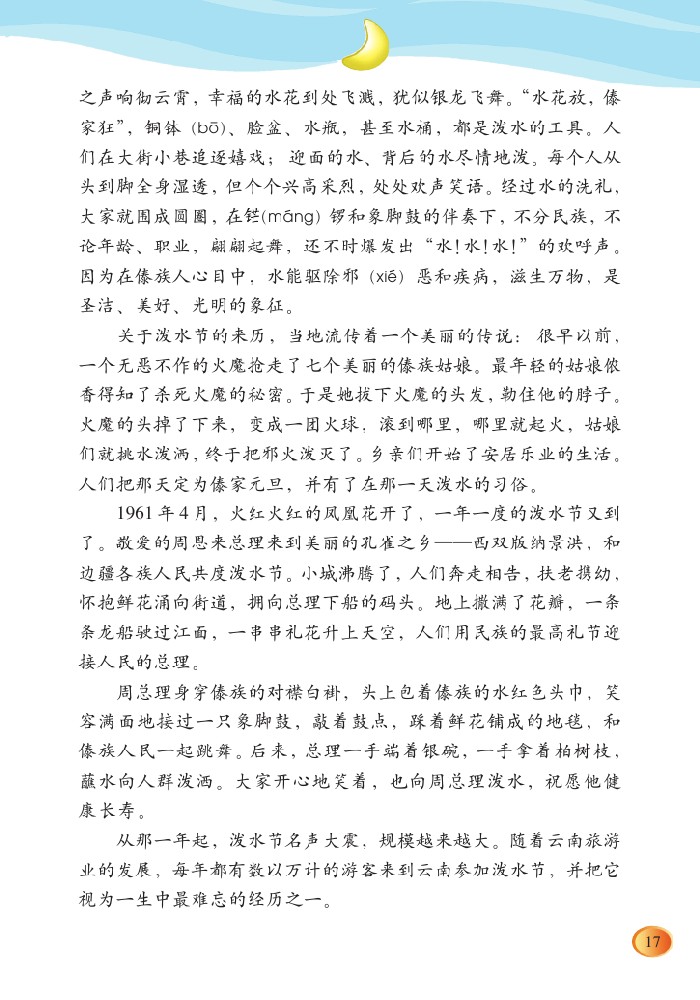 之声响彻云霄，幸福的水花到处飞溅，犹似银龙飞舞。“水花放，傣
家狂”，铜钵（bō）、脸盆、水瓶，甚至水桶，都是泼水的工具。人
们在大街小巷追逐嬉戏；迎面的水、背后的水尽情地泼。每个人从
头到脚全身湿透，但个个兴高采烈，处处欢声笑语。经过水的洗礼，
大家就围成圆圈，在铓(māng) 锣和象脚鼓的伴奏下，不分民族，不
论年龄、职业，翩翩起舞，还不时爆发出“水！水！水！”的欢呼声。
因为在傣族人心目中，水能驱除邪（xié）恶和疾病，滋生万物，是
圣洁、美好、光明的象征。
关于泼水节的来历，当地流传着一个美丽的传说：很早以前，
一个无恶不作的火魔抢走了七个美丽的傣族姑娘。最年轻的姑娘侬
香得知了杀死火魔的秘密。于是她拔下火魔的头发，勒住他的脖子。
火魔的头掉了下来，变成一团火球，滚到哪里，哪里就起火，姑娘
们就挑水泼洒，终于把邪火泼灭了。乡亲们开始了安居乐业的生活。
人们把那天定为傣家元旦，并有了在那一天泼水的习俗。
1961 年 4 月，火红火红的凤凰花开了，一年一度的泼水节又到
了。敬爱的周恩来总理来到美丽的孔雀之乡——西双版纳景洪，和
边疆各族人民共度泼水节。小城沸腾了，人们奔走相告，扶老携幼，
怀抱鲜花涌向街道，拥向总理下船的码头。地上撒满了花瓣，一条
条龙船驶过江面，一串串礼花升上天空，人们用民族的最高礼节迎
接人民的总理。
周总理身穿傣族的对襟白褂，头上包着傣族的水红色头巾，笑
容满面地接过一只象脚鼓，敲着鼓点，踩着鲜花铺成的地毯，和
傣族人民一起跳舞。后来，总理一手端着银碗，一手拿着柏树枝，
蘸水向人群泼洒。大家开心地笑着，也向周总理泼水，祝愿他健
康长寿。
从那一年起，泼水节名声大震，规模越来越大。随着云南旅游
业的发展，每年都有数以万计的游客来到云南参加泼水节，并把它
视为一生中最难忘的经历之一。
17